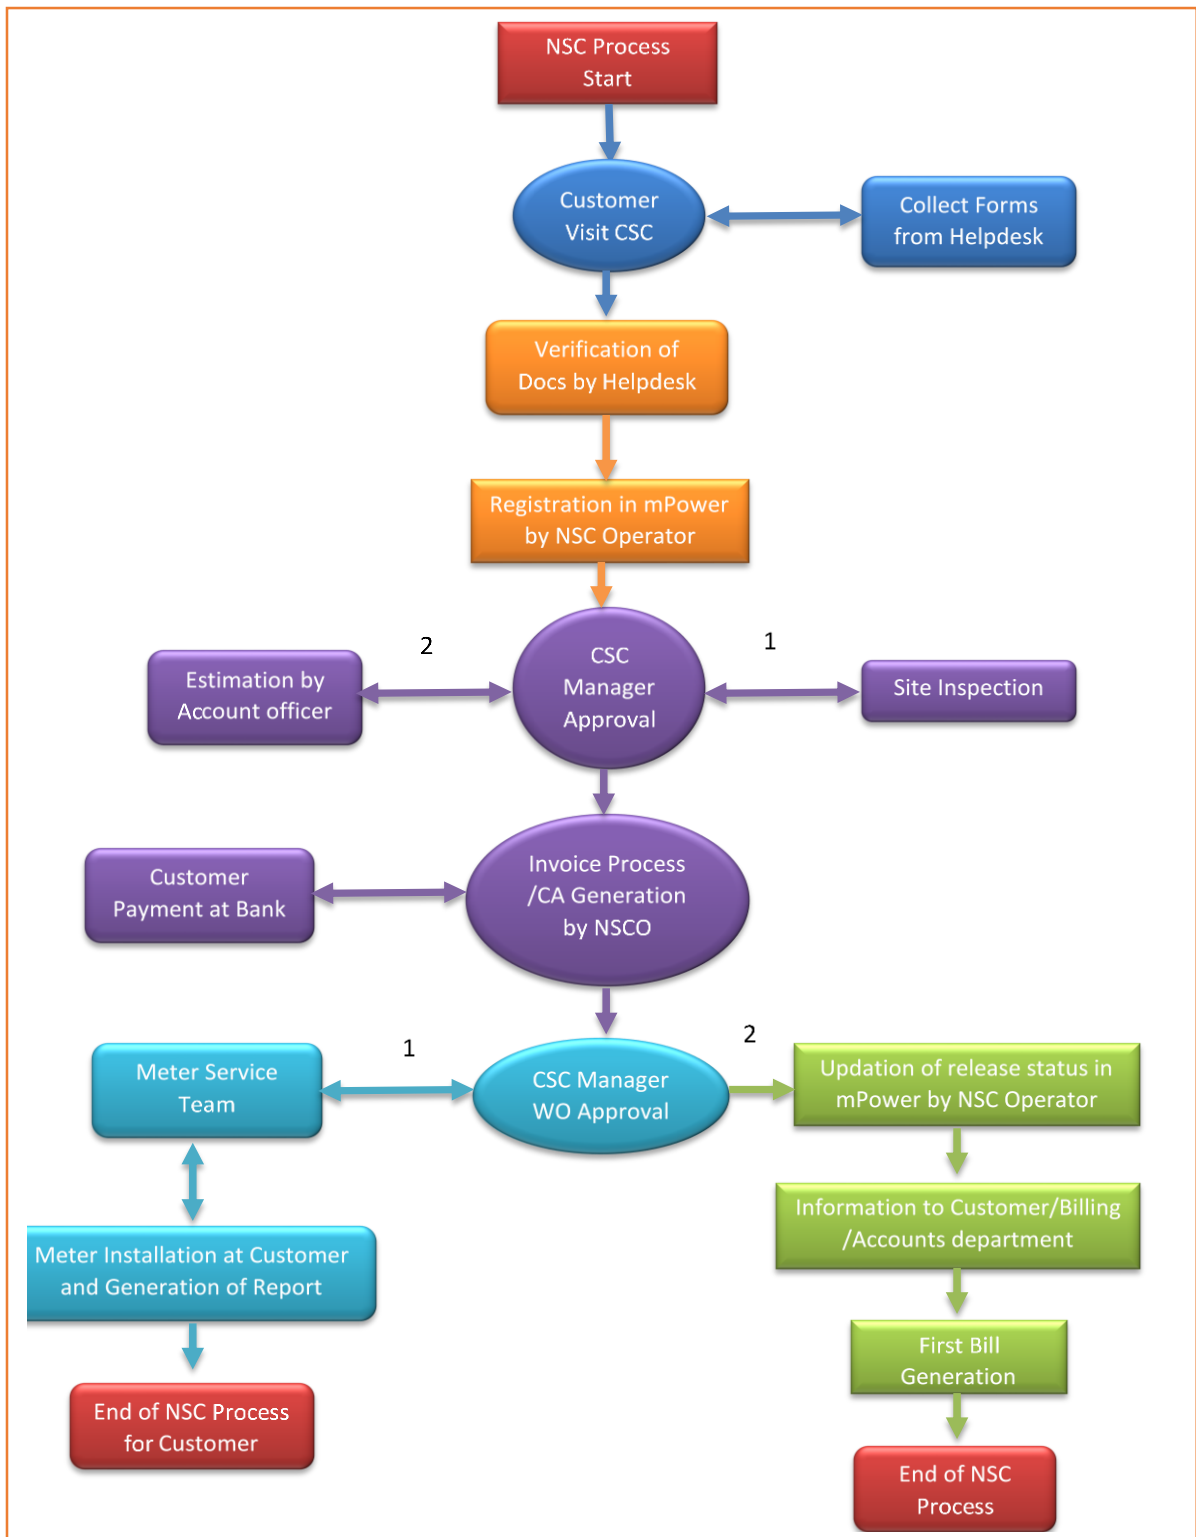 NSC Process
Start
Customer
Visit CSC
Collect Forms
from Helpdesk
Verification of
Docs by Helpdesk
Registration in mPower
by NSC Operator
2
1
Estimation by
Account officer
CSC
Manager
Approval
Site Inspection
Customer
Payment at Bank
Invoice Process
/CA Generation
by NSCO
1
2
Meter Service
Team
CSC Manager
WO Approval
Updation of release status in
mPower by NSC Operator
Information to Customer/Billing
/Accounts department
Meter Installation at Customer
and Generation of Report
First Bill
Generation
End of NSC Process
for Customer
End of NSC
Process